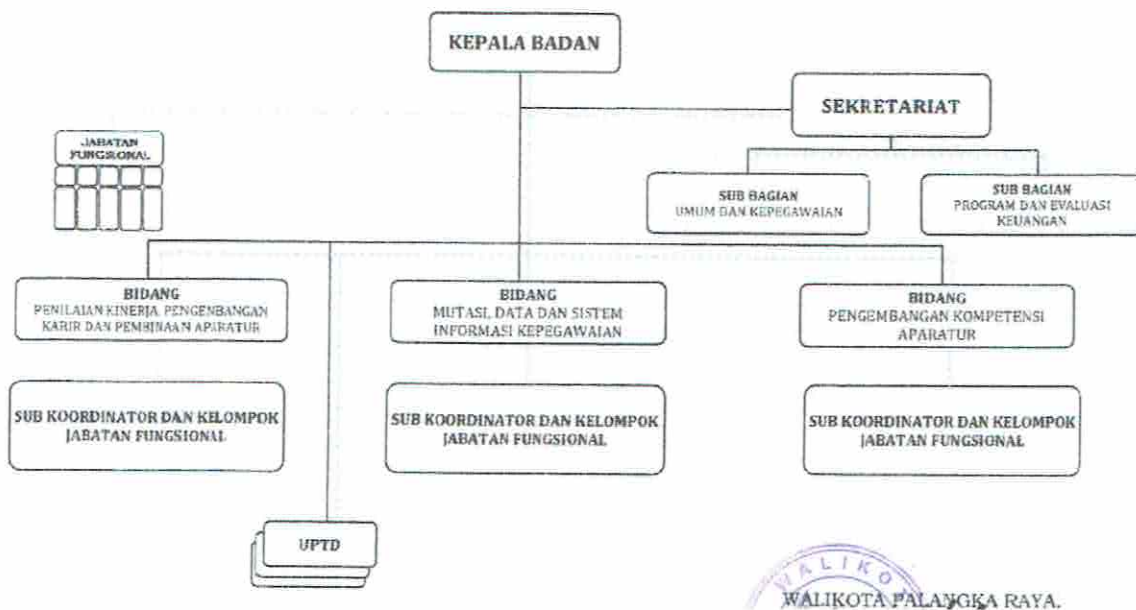 KEPALA BADAN
SEKRETARIAT
JABATAN
FUNGSIONAL
SUB BAGIAN
UMUM DAN KEPEGAWAIAN
SUB BAGIAN
PROGRAM DAN EVALUASI
KEUANGAN
BIDANG
PENILAIAN KINERJA, PENGENBANGAN
KARIR DAN PEMBINAAN APARATUR
BIDANG
MUTASI, DATA DAN SISTEM
INFORMASI KEPEGAWAIAN
BIDANG
PENGEMBANGAN KOMPETENSI
APARATUR
SUB KOORDINATOR DAN KELOMPOK
JABATAN FUNGSIONAL
SUB KOORDINATOR DAN KELOMPOK
JABATAN FUNGSIONAL
SUB KOORDINATOR DAN KELOMPOK
JABATAN FUNGSIONAL
UPTD
WALIKOT
WALIKOTA PALANGKA RAYA,